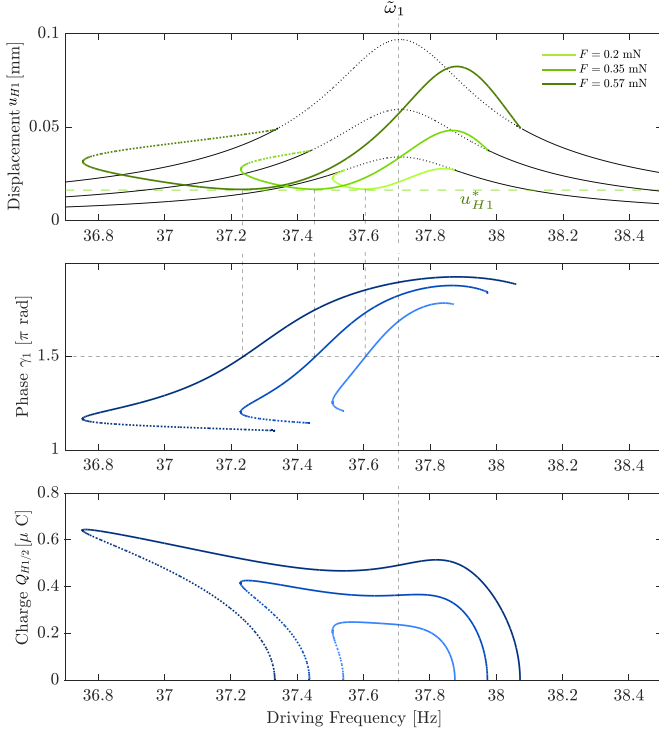 ω̃₁
Displacement u_{H1}[mm]
0.1
0.05
0
F = 0.2 mN
F = 0.35 mN
F = 0.57 mN
u*_{H1}
36.8 37 37.2 37.4 37.6 37.8 38 38.2 38.4
Phase γ₁ [π rad]
1.5
1
36.8 37 37.2 37.4 37.6 37.8 38 38.2 38.4
Charge Q_{H1/2}[μ C]
0.8
0.6
0.4
0.2
0
36.8 37 37.2 37.4 37.6 37.8 38 38.2 38.4
Driving Frequency [Hz]